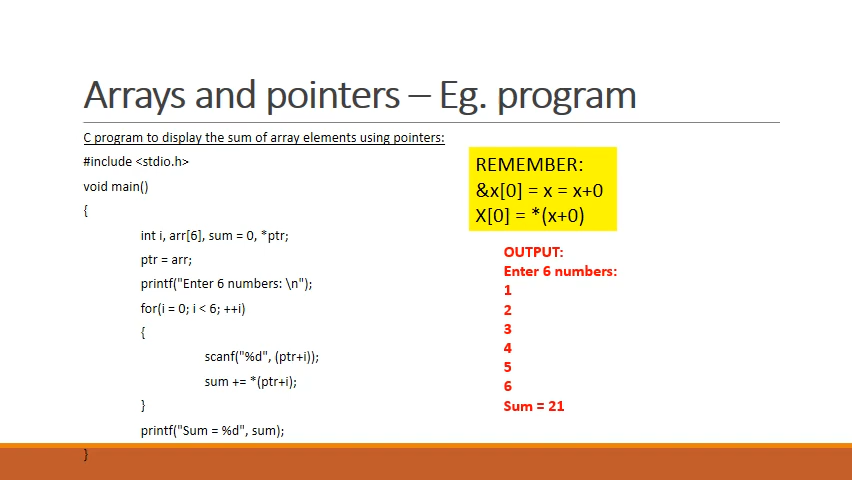 Arrays and pointers – Eg. program
C program to display the sum of array elements using pointers:
#include <stdio.h>
void main()
{
int i, arr[6], sum = 0, *ptr;
ptr = arr;
printf("Enter 6 numbers: \n");
for(i = 0; i < 6; ++i)
{
scanf("%d", (ptr+i));
sum += *(ptr+i);
}
printf("Sum = %d", sum);
}
REMEMBER:
&x[0] = x = x+0
X[0] = *(x+0)
OUTPUT:
Enter 6 numbers:
1
2
3
4
5
6
Sum = 21